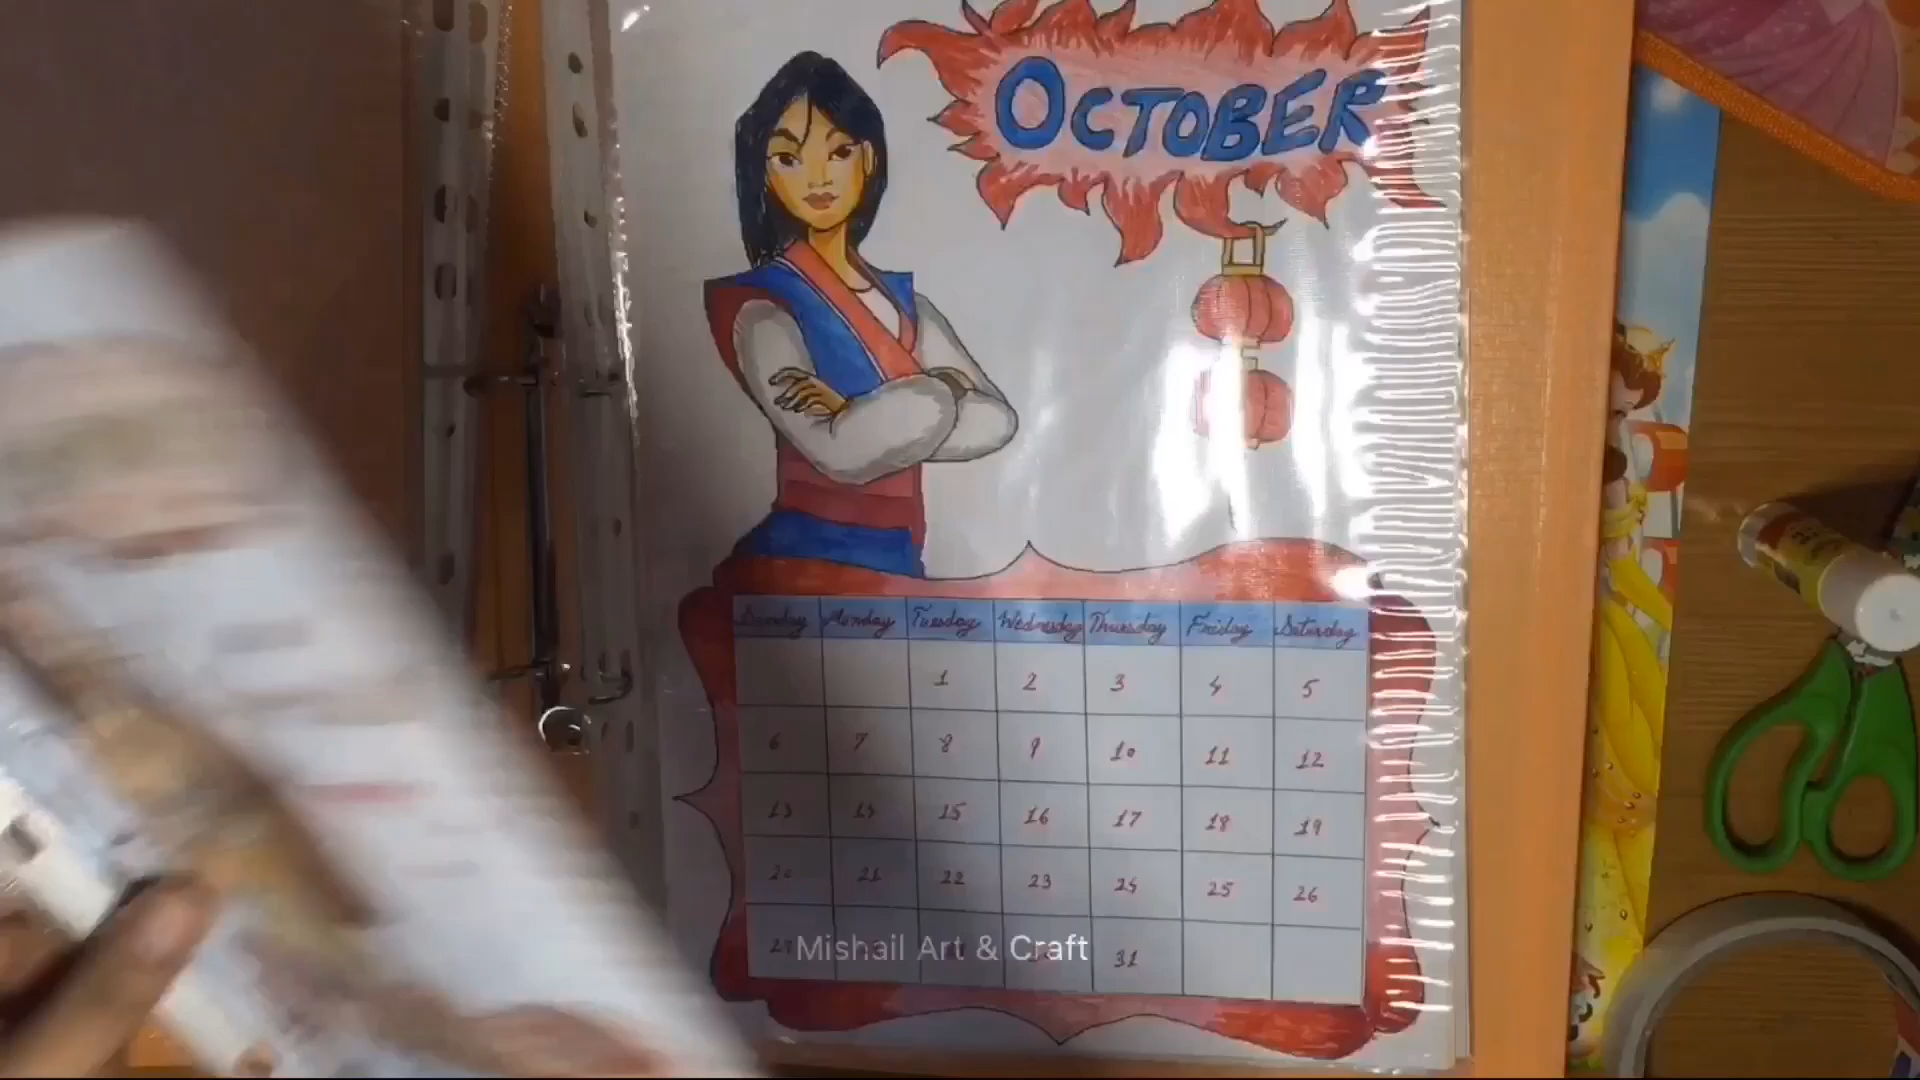 OCTOBER
Sunday Monday Tuesday Wednesday Thursday Friday Saturday
1 2 3 4 5
6 7 8 9 10 11 12
13 15 16 17 18 19
20 21 22 23 24 25 26
31
Mishail Art & Craft